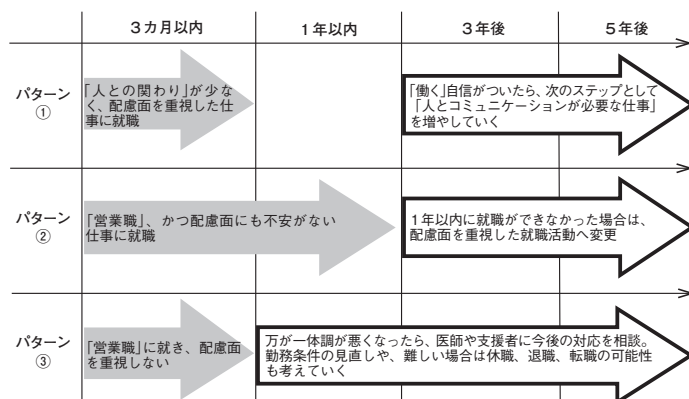 3カ月以内
1年以内
3年後
5年後
パターン
①
「人との関わり」が少な
く、配慮面を重視した仕
事に就職
「働く」自信がついたら、次のステップとして
「人とコミュニケーションが必要な仕事」
を増やしていく
パターン
②
「営業職」、かつ配慮面にも不安がない
仕事に就職
1年以内に就職ができなかった場合は、
配慮面を重視した就職活動へ変更
パターン
③
「営業職」に就き、配慮面
を重視しない
万が一体調が悪くなったら、医師や支援者に今後の対応を相談。
勤務条件の見直しや、難しい場合は休職、退職、転職の可能性
も考えていく